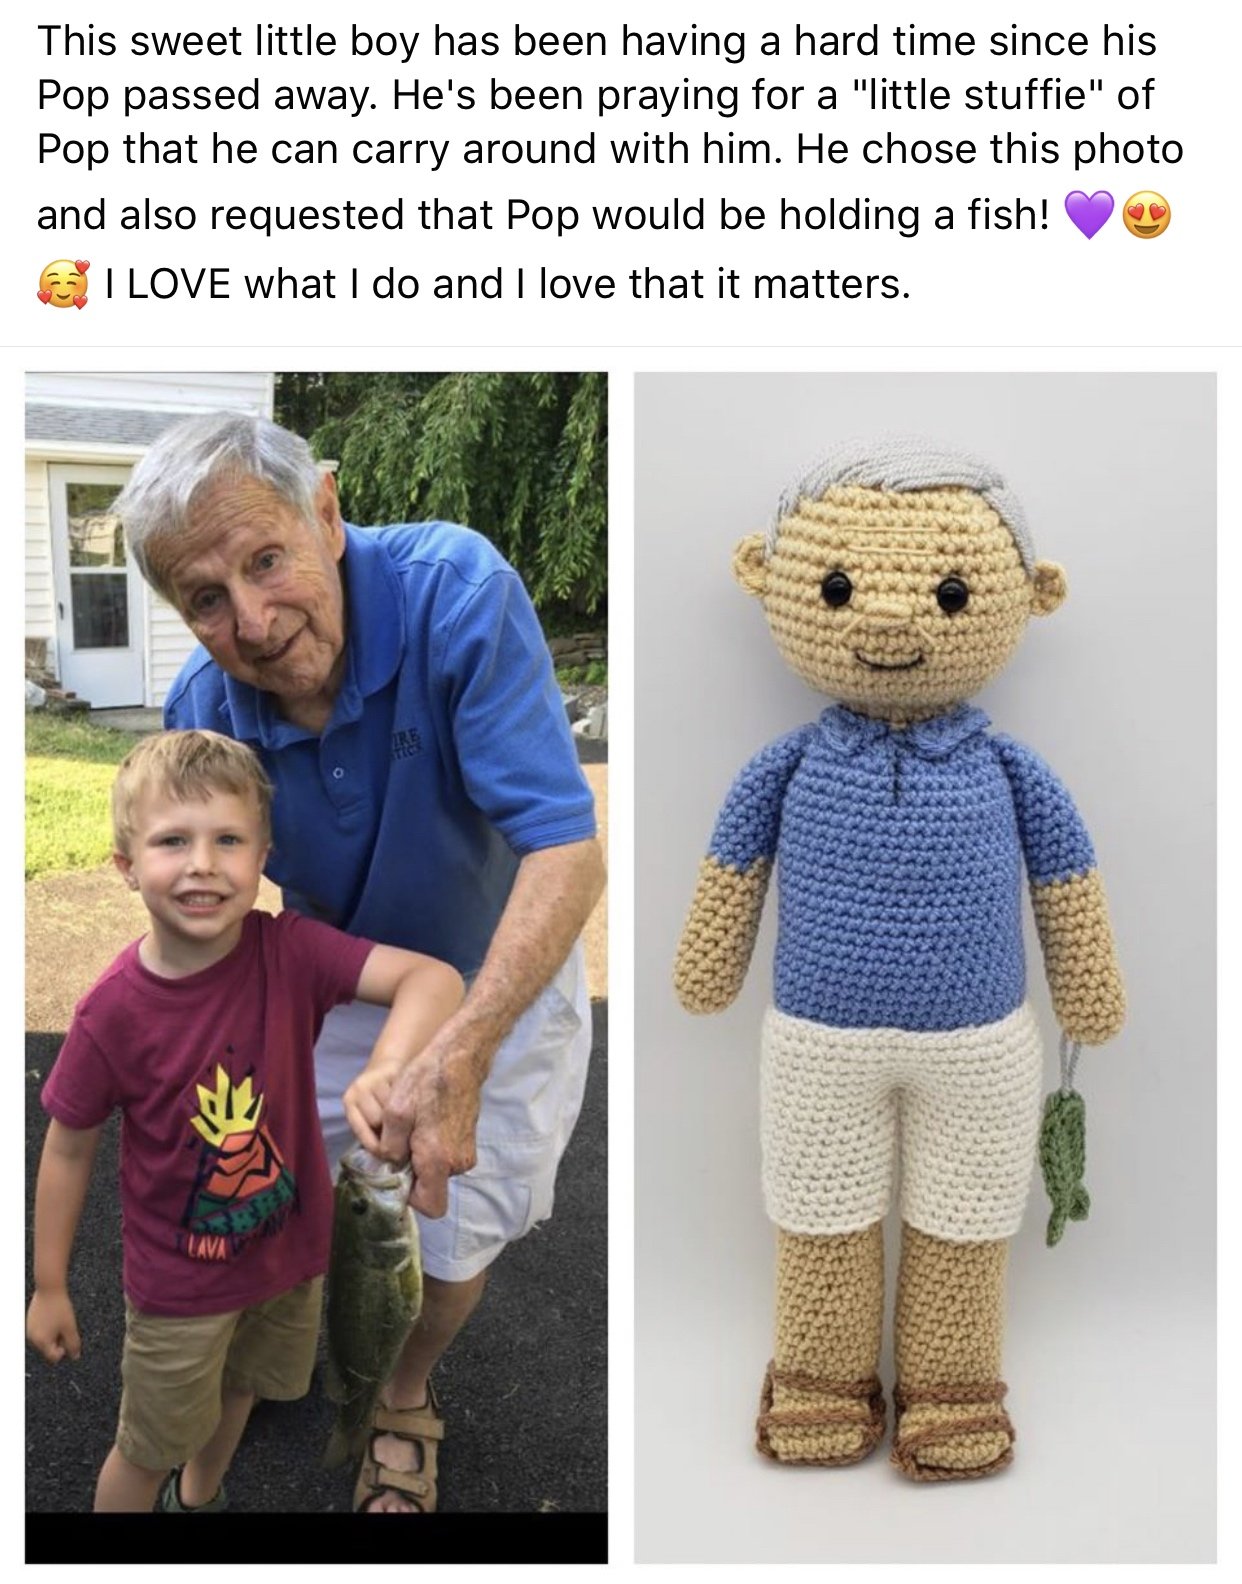 This sweet little boy has been having a hard time since his
Pop passed away. He's been praying for a "little stuffie" of
Pop that he can carry around with him. He chose this photo
and also requested that Pop would be holding a fish! 💜😍
🥰 I LOVE what I do and I love that it matters.
LAVA